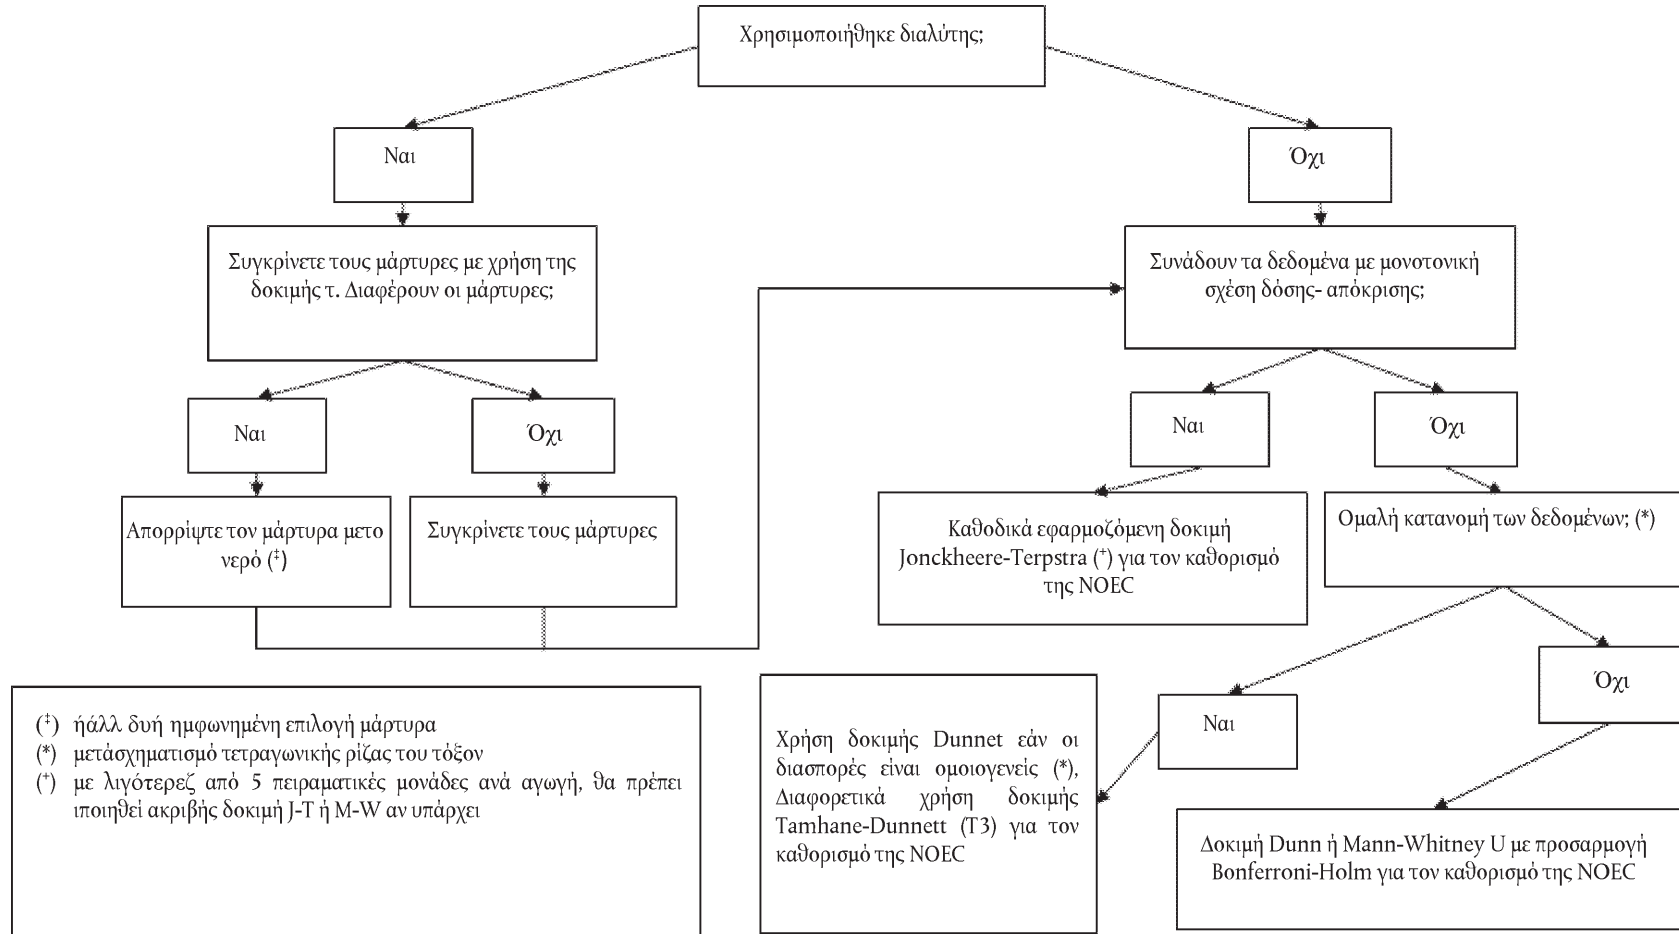 Χρησιμοποιήθηκε διαλύτης;
Ναι
Όχι
Συγκρίνετε τους μάρτυρες με χρήση της
δοκιμής τ. Διαφέρουν οι μάρτυρες;
Συνάδουν τα δεδομένα με μονοτονική
σχέση δόσης- απόκρισης;
Ναι
Όχι
Ναι
Όχι
Απορρίψτε τον μάρτυρα μετο
νερό (‡)
Συγκρίνετε τους μάρτυρες
Καθοδικά εφαρμοζόμενη δοκιμή
Jonckheere-Terpstra (+) για τον καθορισμό
της NOEC
Ομαλή κατανομή των δεδομένων; (*)
Ναι
Όχι
(‡) ήάλλ δυή ημφωνημένη επιλογή μάρτυρα
(*) μετάσχηματισμό τετραγωνικής ρίζας του τόξον
(+) με λιγότερεζ από 5 πειραματικές μονάδες ανά αγωγή, θα πρέπει
ιποιηθεί ακριβής δοκιμή J-T ή M-W αν υπάρχει
Χρήση δοκιμής Dunnet εάν οι
διασπορές είναι ομοιογενείς (*),
Διαφορετικά χρήση δοκιμής
Tamhane-Dunnett (T3) για τον
καθορισμό της NOEC
Δοκιμή Dunn ή Mann-Whitney U με προσαρμογή
Bonferroni-Holm για τον καθορισμό της NOEC